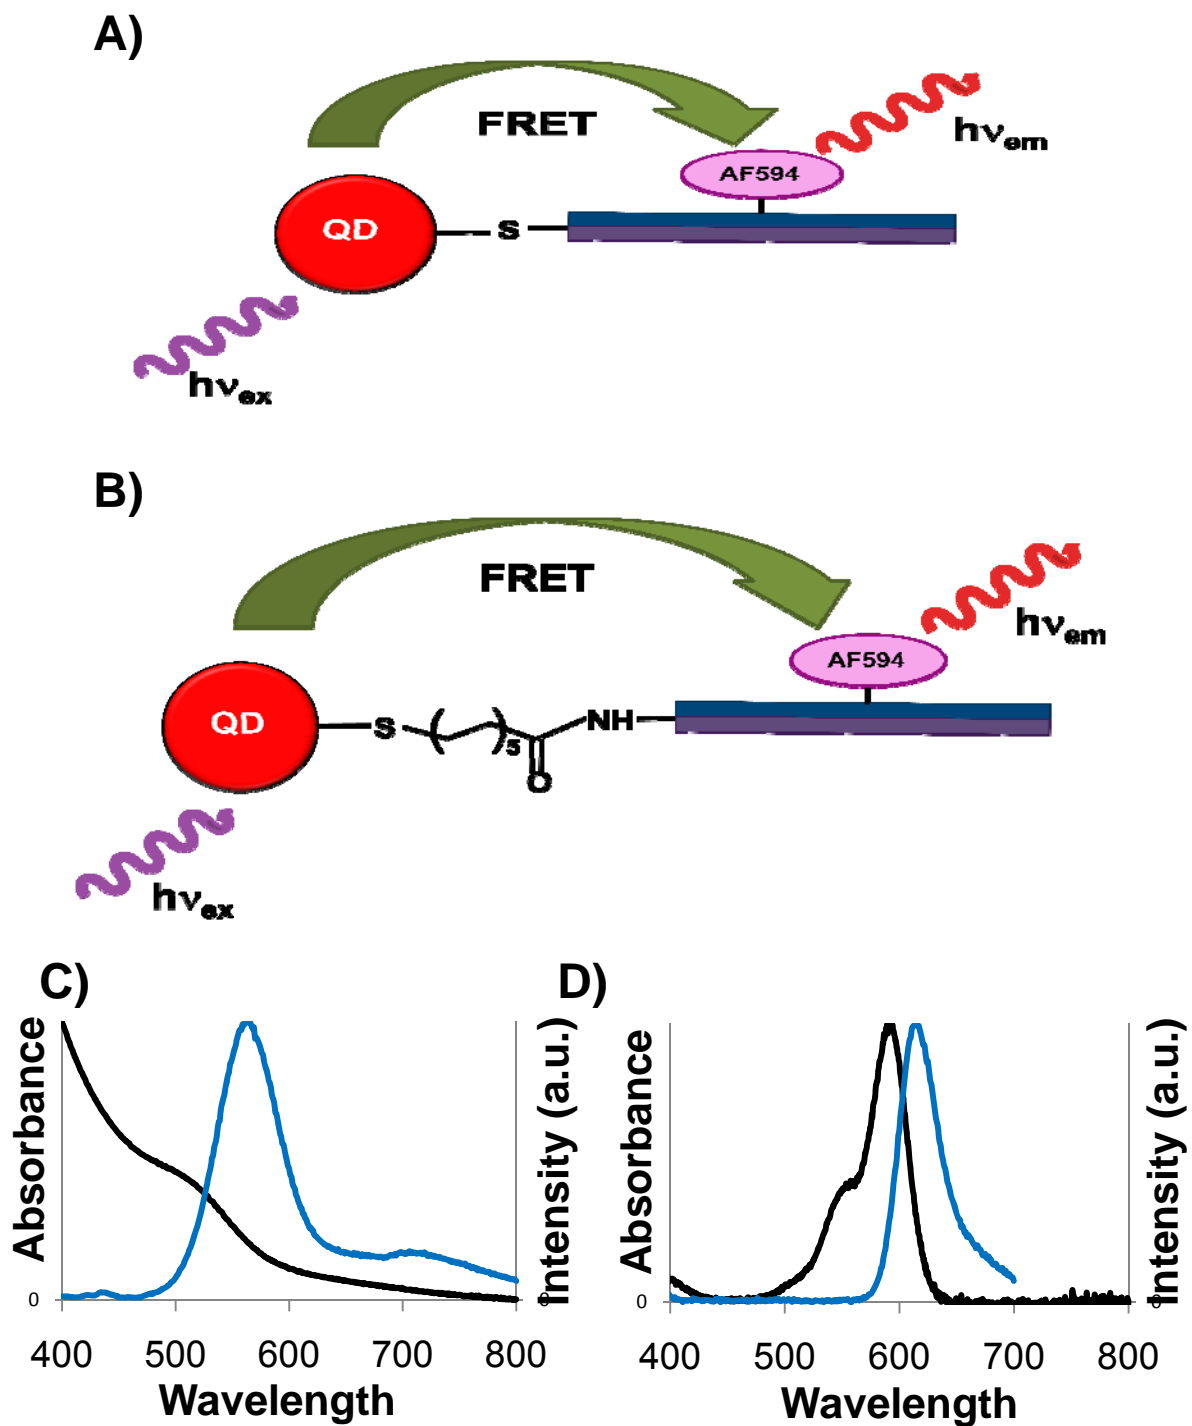 A)
FRET
hνem
AF594
QD
S
hνex
B)
FRET
hνem
AF594
QD
S
( )5
NH
O
hνex
C)
D)
Absorbance
Intensity (a.u.)
0
0
400 500 600 700 800
Wavelength
Absorbance
Intensity (a.u.)
0
0
400 500 600 700 800
Wavelength